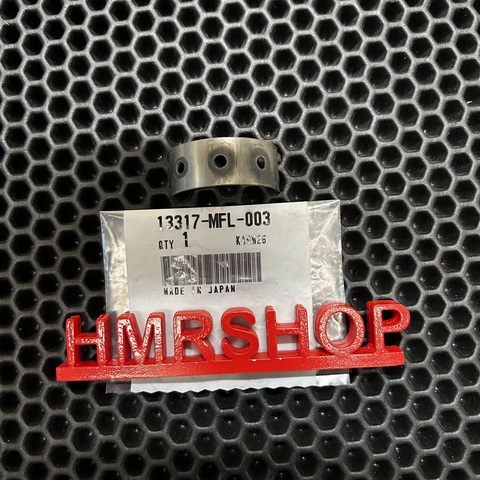 13317-MFL-003
QTY 1
MADE IN JAPAN
HMRSHOP